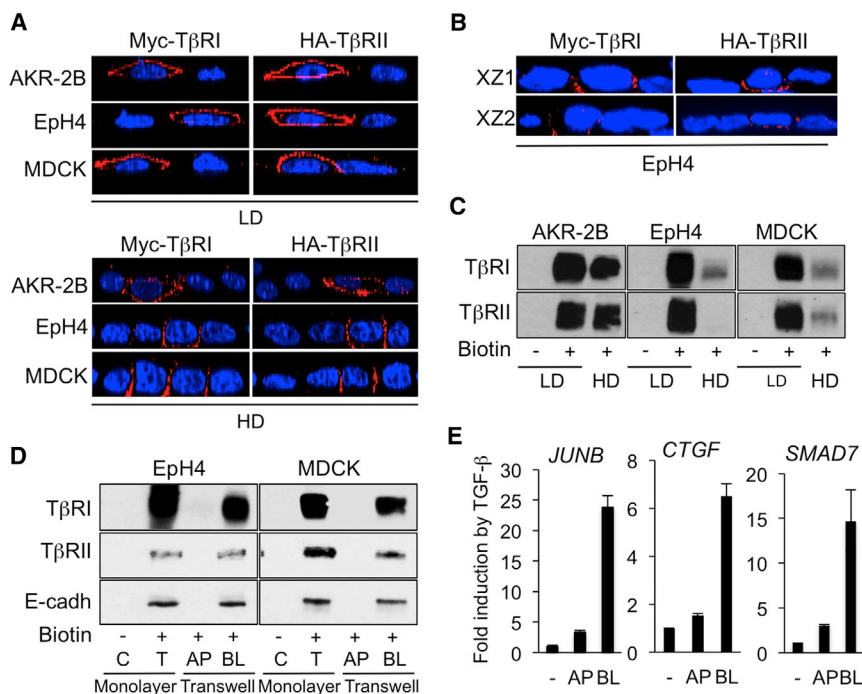 A
Myc-TβRI HA-TβRII
AKR-2B
EpH4
MDCK
LD
Myc-TβRI HA-TβRII
AKR-2B
EpH4
MDCK
HD
B
Myc-TβRI HA-TβRII
XZ1
XZ2
EpH4
C
AKR-2B EpH4 MDCK
TβRI
TβRII
Biotin - + + - + + - + +
LD HD LD HD LD HD
D
EpH4 MDCK
TβRI
TβRII
E-cadh
Biotin - + + + - + + +
C T AP BL C T AP BL
Monolayer Transwell Monolayer Transwell
E
JUNB CTGF SMAD7
Fold induction by TGF-β
30
25
20
15
10
5
0
- AP BL
8
6
4
2
0
- AP BL
20
15
10
5
0
- AP BL